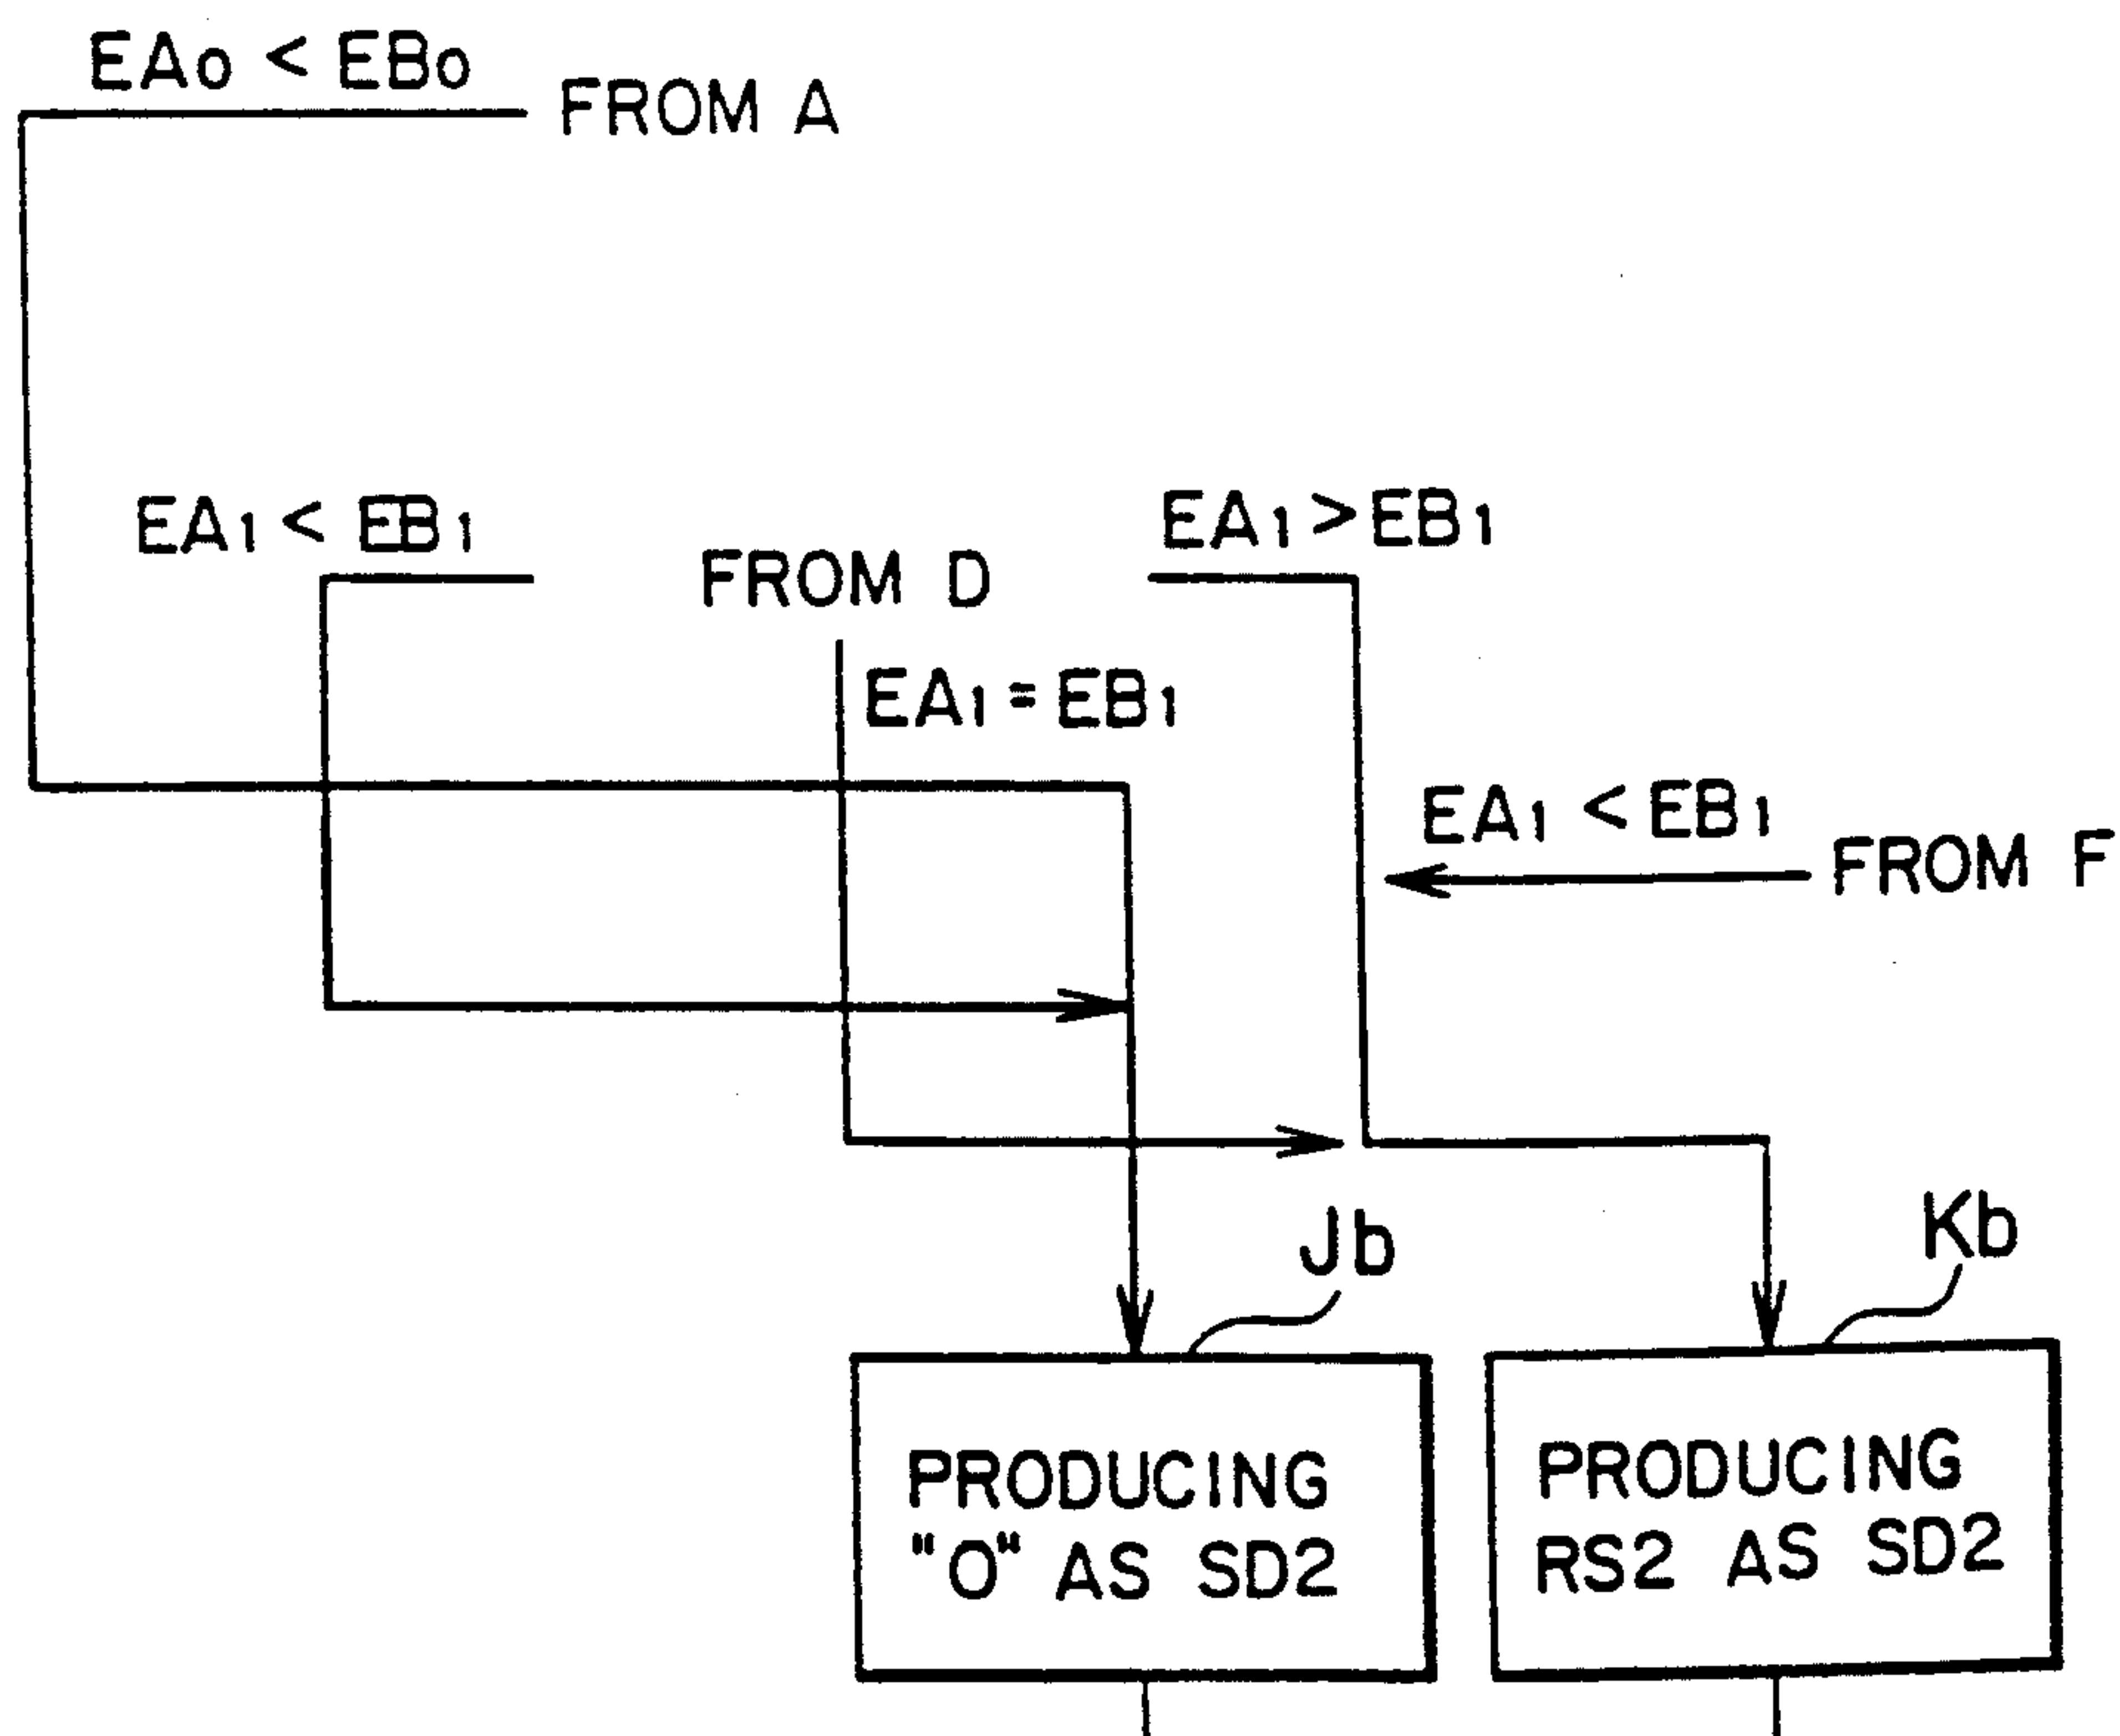 EAo < EBo
FROM A
EA1 < EB1
EA1 > EB1
FROM D
EA1 = EB1
EA1 < EB1
FROM F
Jb
Kb
PRODUCING
"O" AS SD2
PRODUCING
RS2 AS SD2